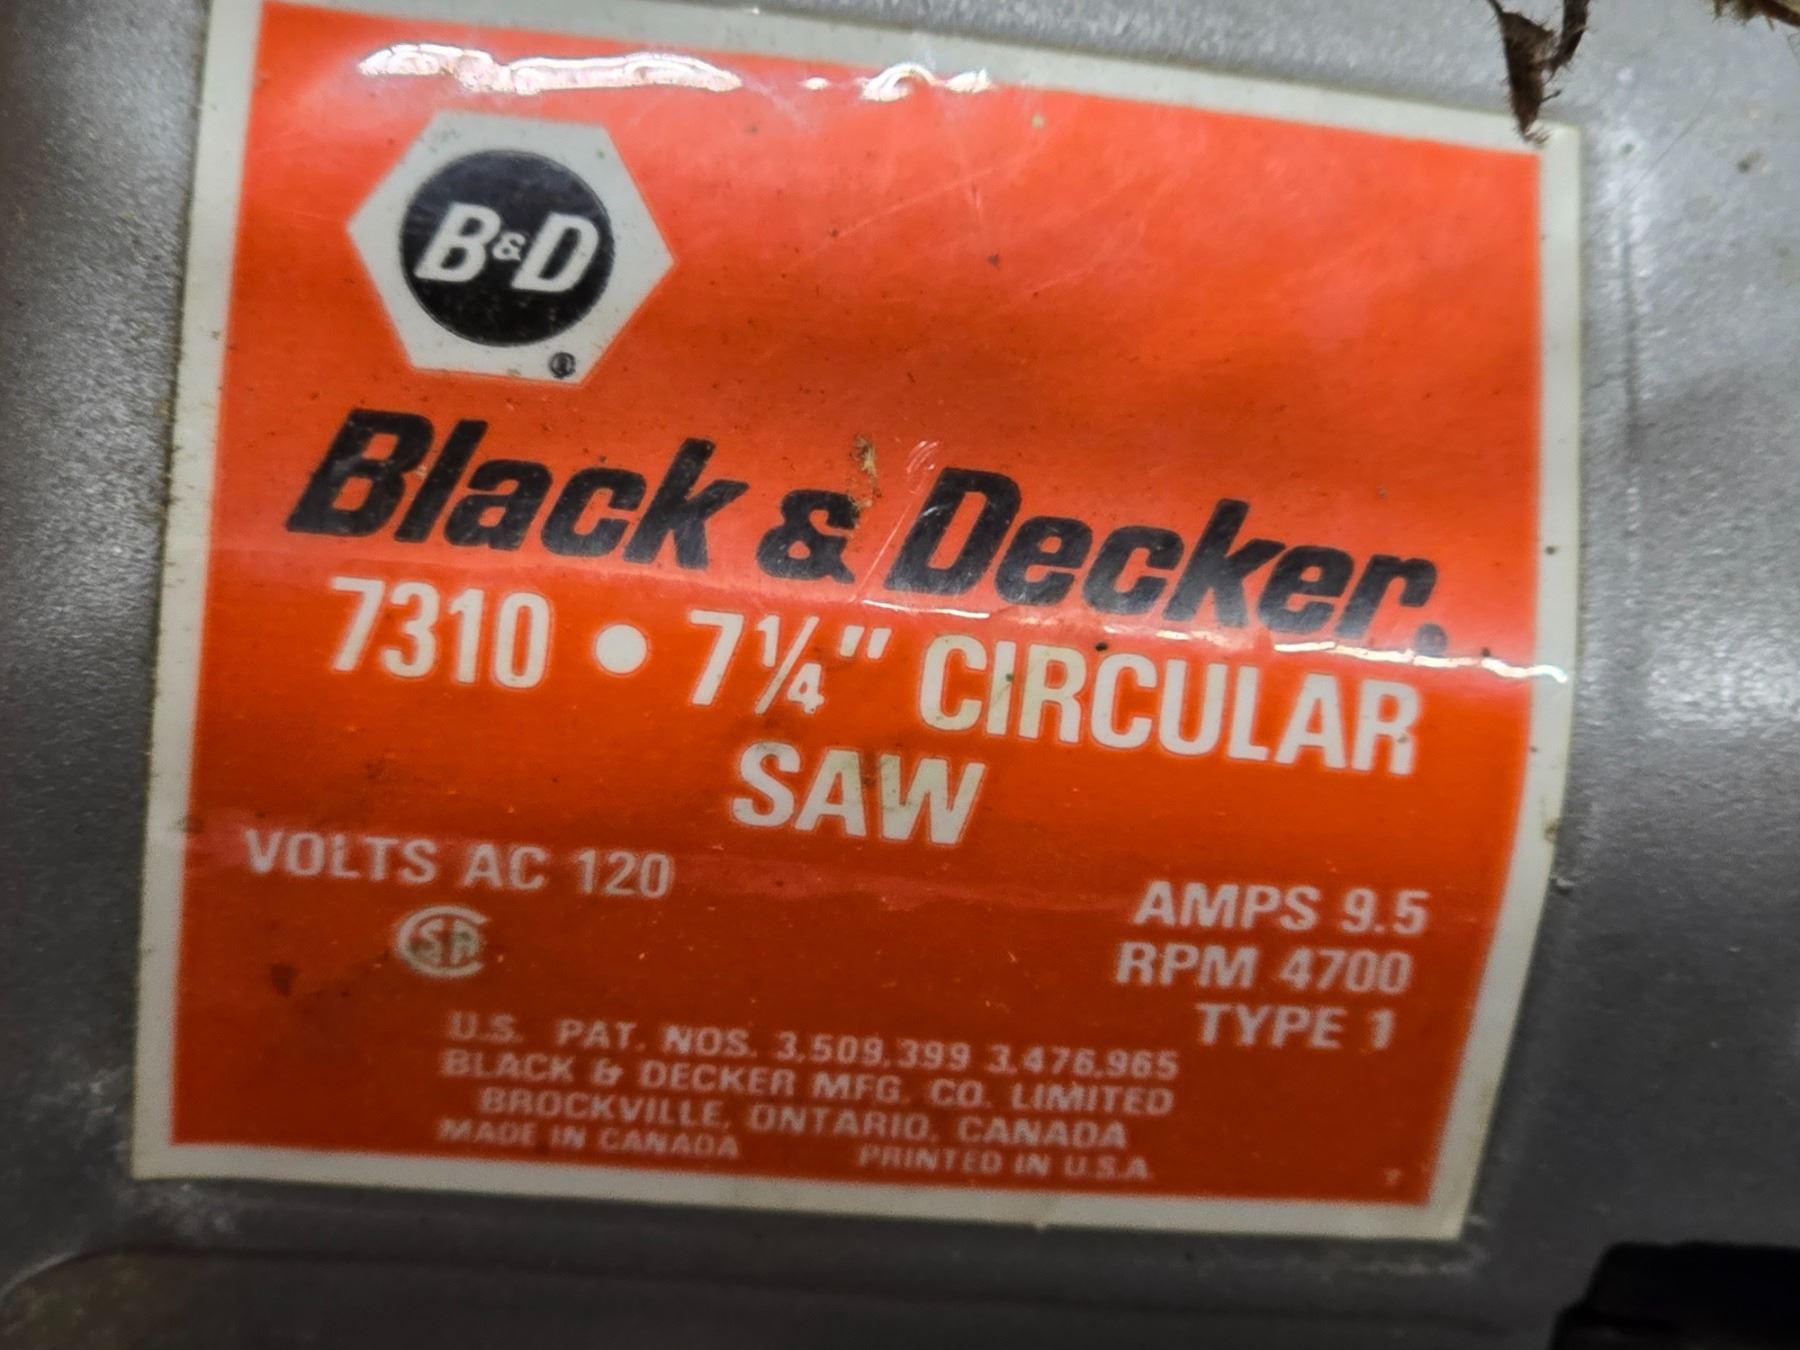 B&D
®
Black & Decker®
7310 • 7¼" CIRCULAR
SAW
VOLTS AC 120
AMPS 9.5
RPM 4700
TYPE 1
U.S. PAT. NOS. 3,509,399 3,476,965
BLACK & DECKER MFG. CO. LIMITED
BROCKVILLE, ONTARIO, CANADA
MADE IN CANADA PRINTED IN U.S.A.